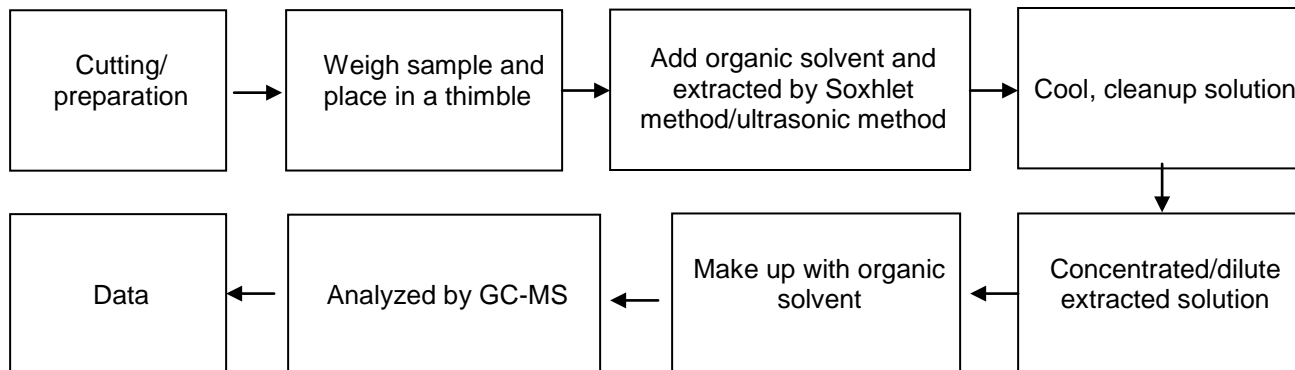 Cutting/
preparation
Weigh sample and
place in a thimble
Add organic solvent and
extracted by Soxhlet
method/ultrasonic method
Cool, cleanup solution
Concentrated/dilute
extracted solution
Make up with organic
solvent
Analyzed by GC-MS
Data